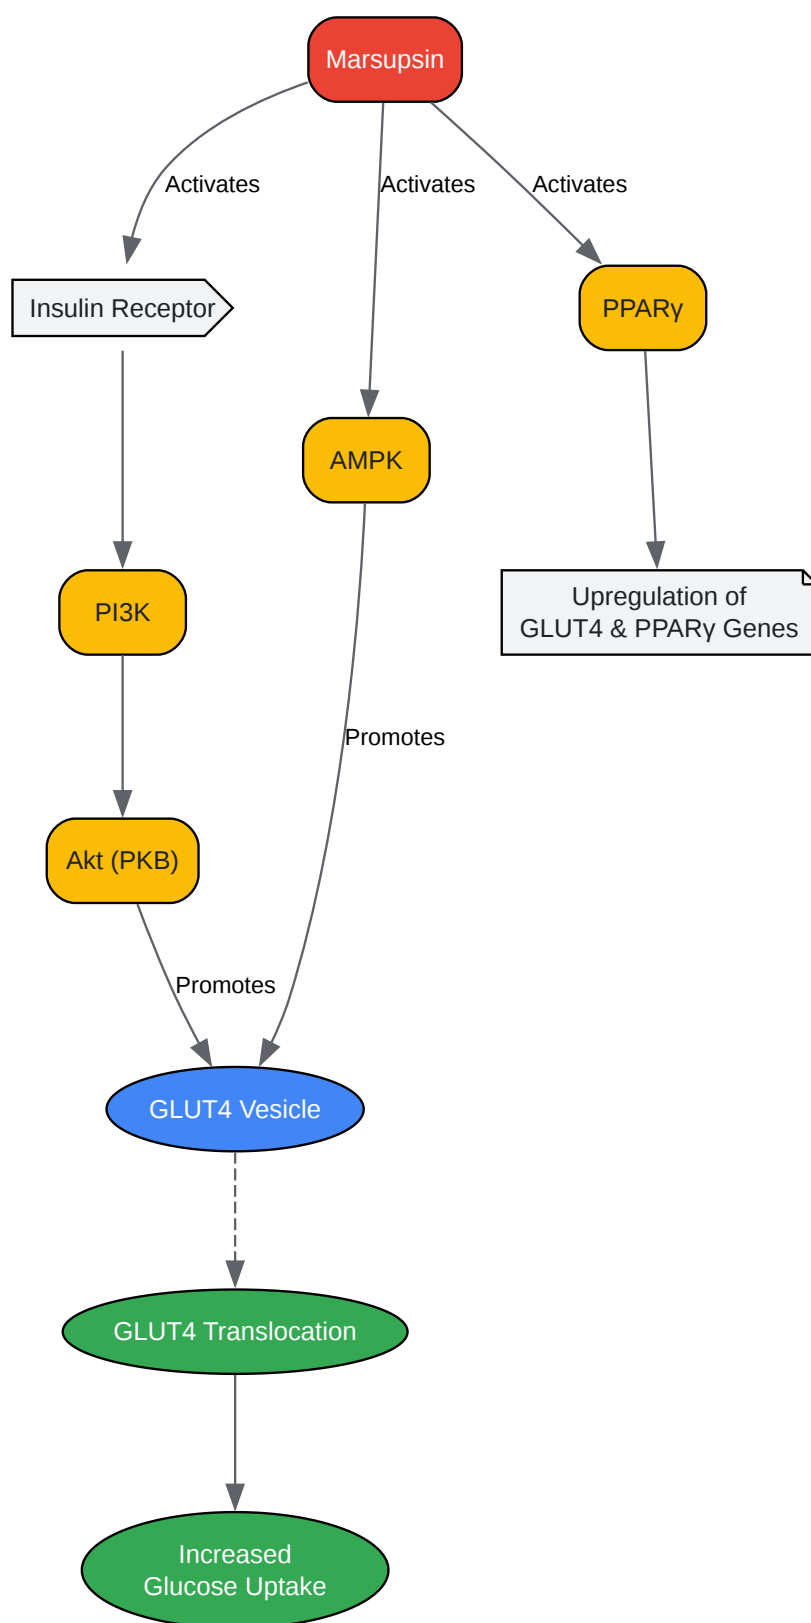 Marsupsin
Activates
Activates
Activates
Insulin Receptor
PPARγ
AMPK
PI3K
Upregulation of
GLUT4 & PPARγ Genes
Promotes
Akt (PKB)
Promotes
GLUT4 Vesicle
GLUT4 Translocation
Increased
Glucose Uptake